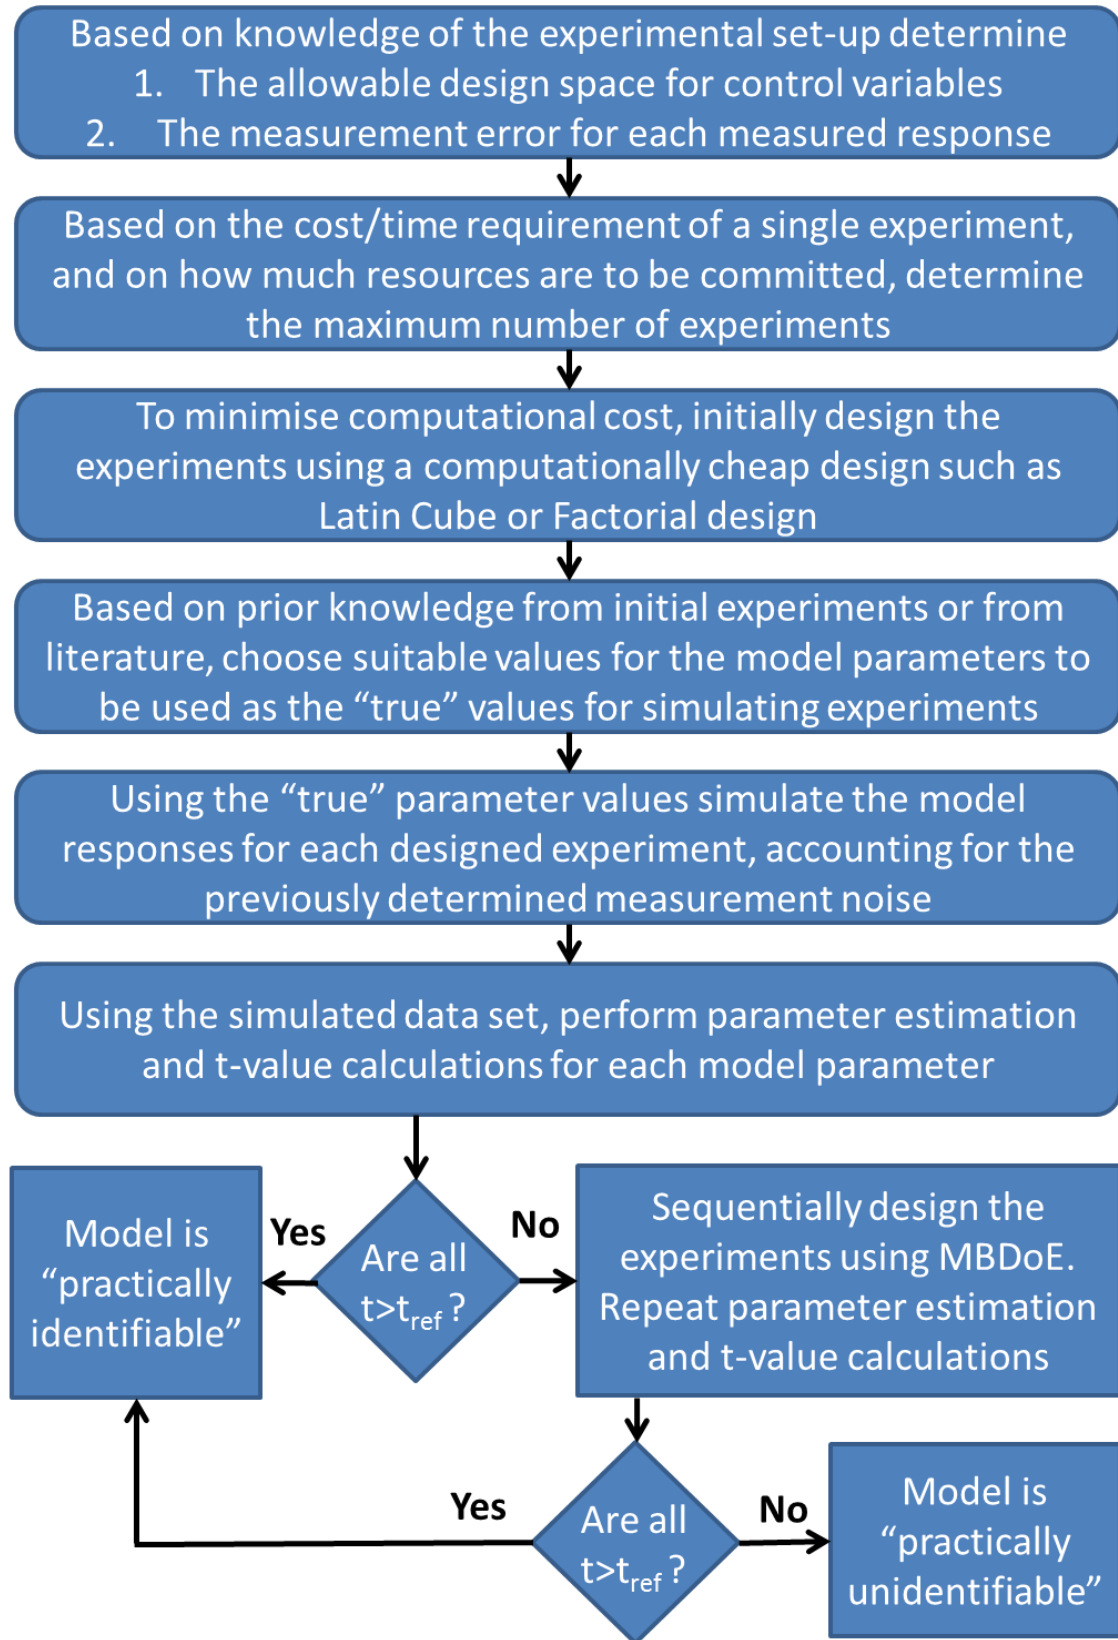 Based on knowledge of the experimental set-up determine
1. The allowable design space for control variables
2. The measurement error for each measured response
Based on the cost/time requirement of a single experiment,
and on how much resources are to be committed, determine
the maximum number of experiments
To minimise computational cost, initially design the
experiments using a computationally cheap design such as
Latin Cube or Factorial design
Based on prior knowledge from initial experiments or from
literature, choose suitable values for the model parameters to
be used as the “true” values for simulating experiments
Using the “true” parameter values simulate the model
responses for each designed experiment, accounting for the
previously determined measurement noise
Using the simulated data set, perform parameter estimation
and t-value calculations for each model parameter
Model is
“practically
identifiable”
Yes
Are all
t>tref ?
No
Sequentially design the
experiments using MBDoE.
Repeat parameter estimation
and t-value calculations
Yes
Are all
t>tref ?
No
Model is
“practically
unidentifiable”